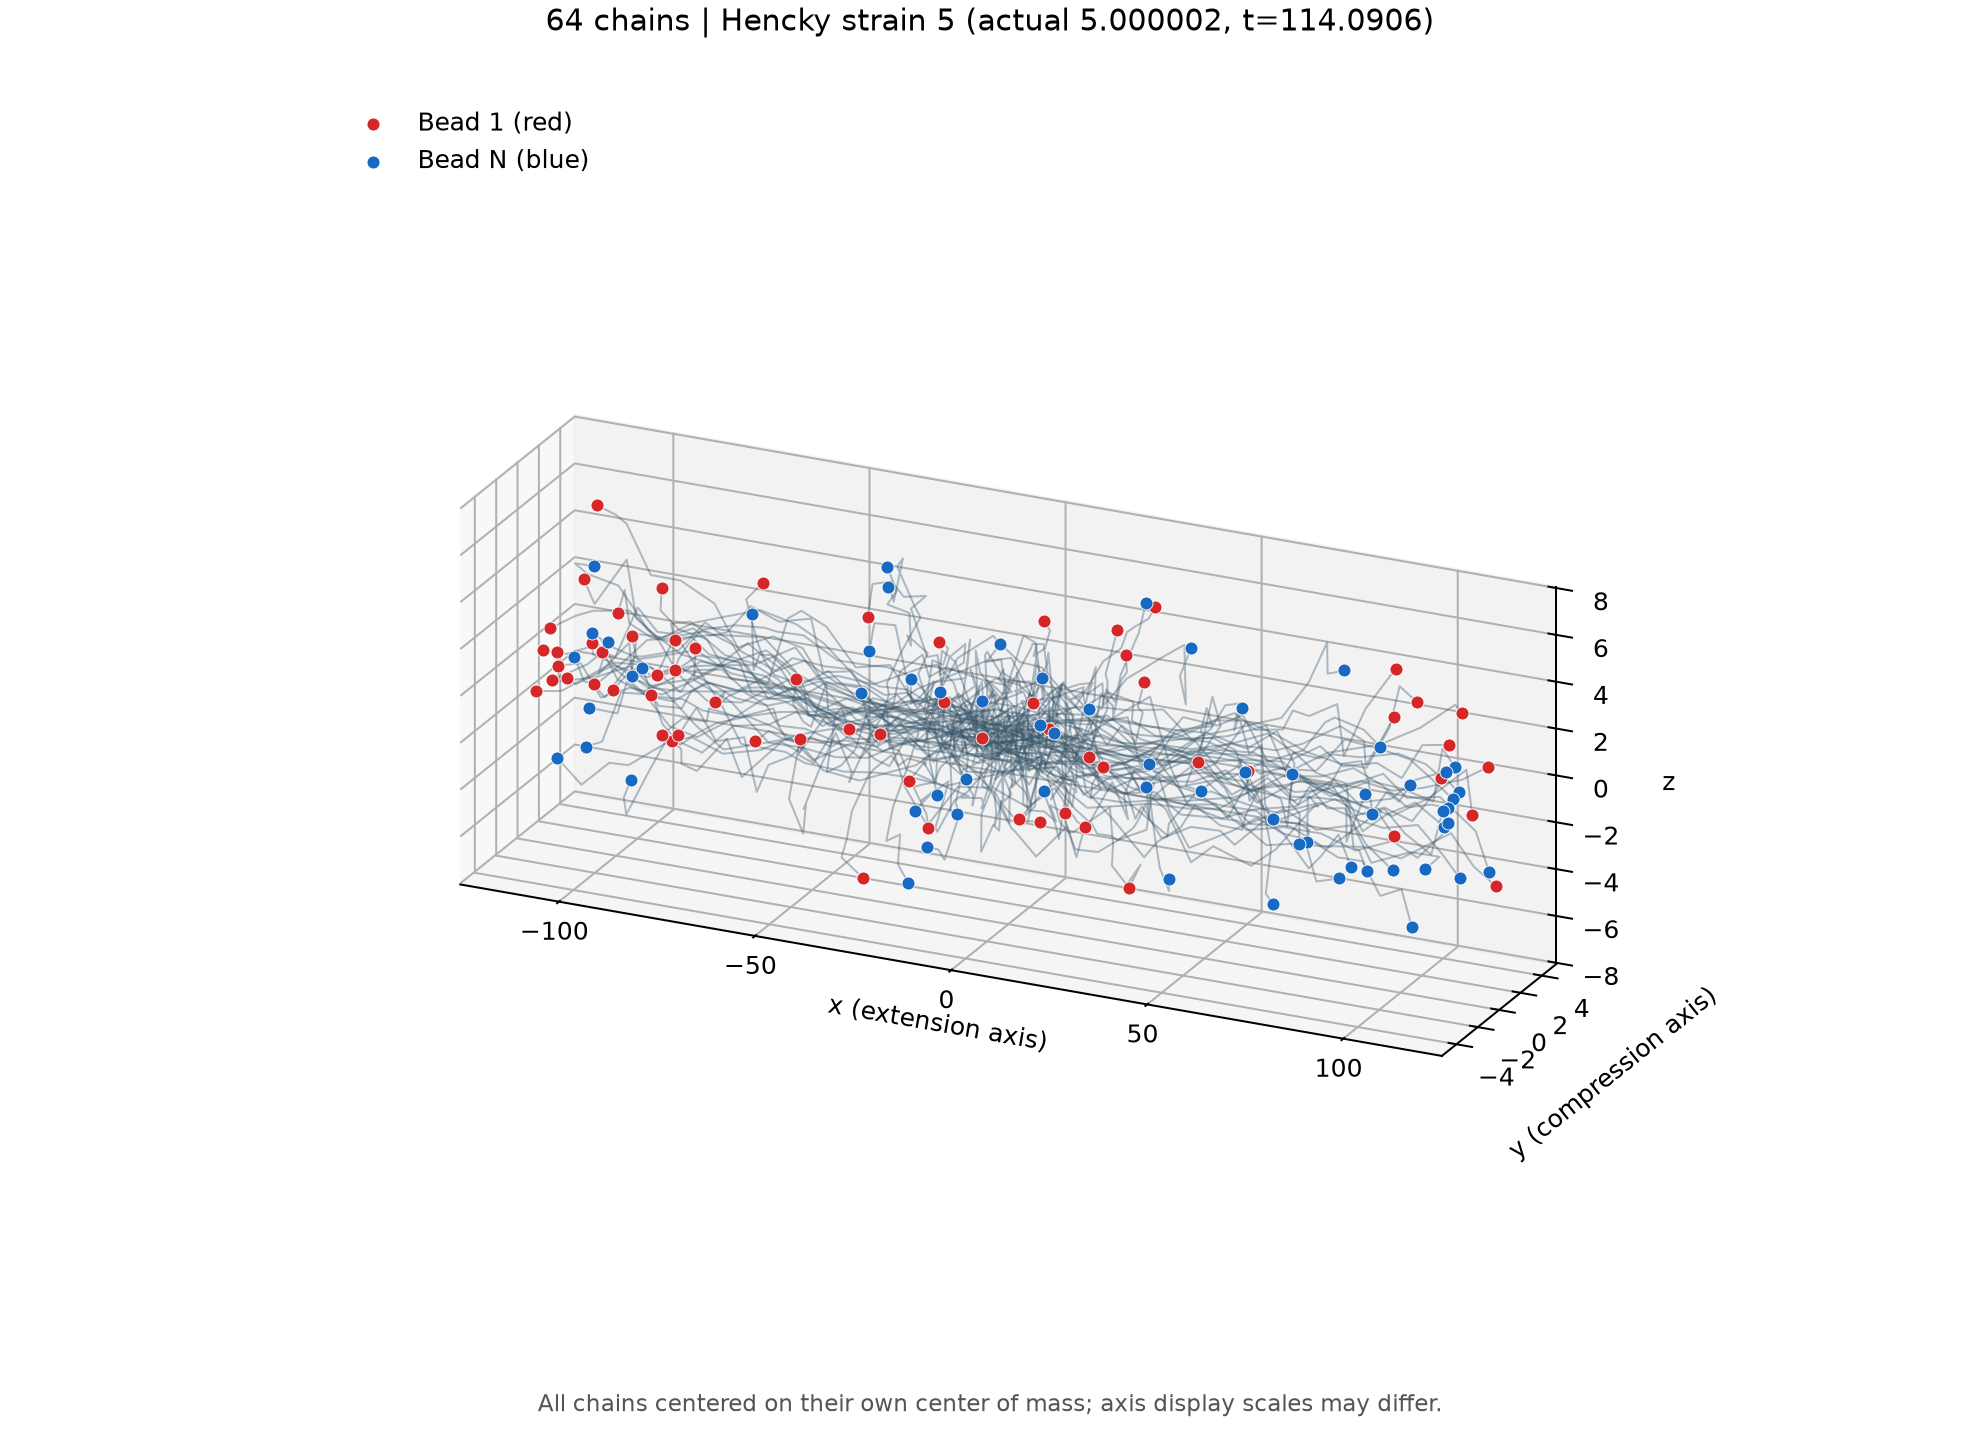 64 chains | Hencky strain 5 (actual 5.000002, t=114.0906)
Bead 1 (red)
Bead N (blue)
8
6
4
2
0
−2
−4
−6
−8
z
−100
−50
0
50
100
x (extension axis)
4
2
0
−2
−4
y (compression axis)
All chains centered on their own center of mass; axis display scales may differ.